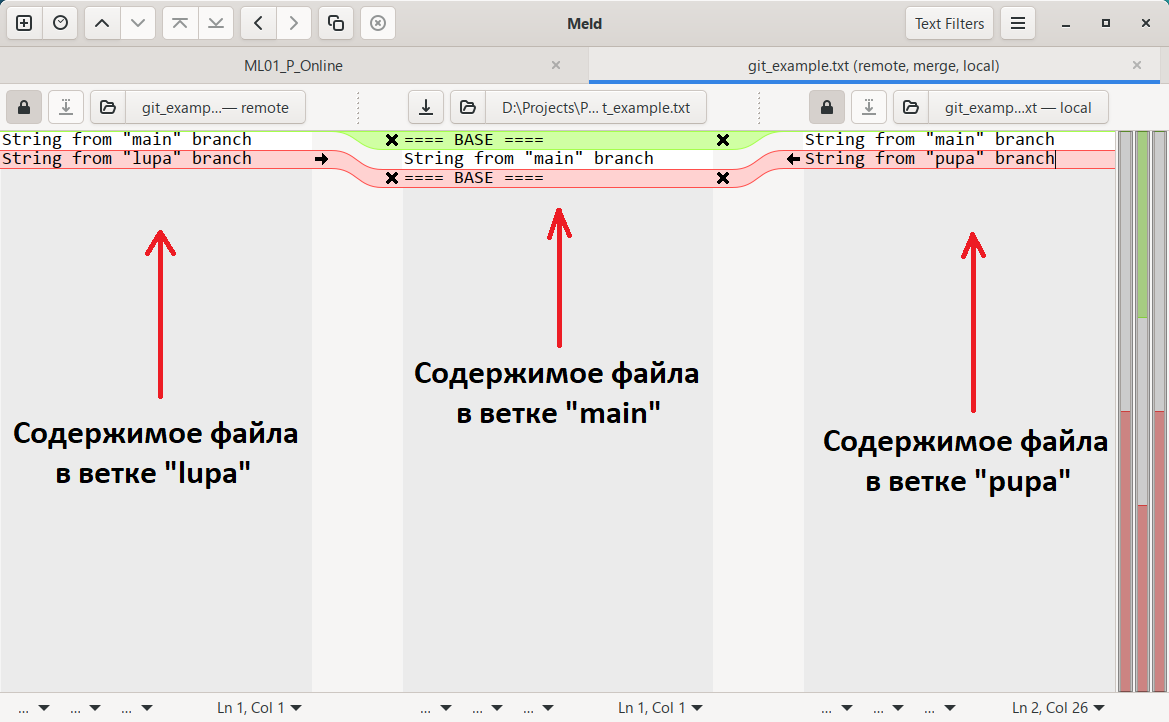 Meld
Text Filters
ML01_P_Online
git_example.txt (remote, merge, local)
git_examp...— remote
D:\Projects\P... t_example.txt
git_examp...xt — local
String from "main" branch
String from "lupa" branch
==== BASE ====
String from "main" branch
==== BASE ====
String from "main" branch
String from "pupa" branch
Содержимое файла
в ветке "lupa"
Содержимое файла
в ветке "main"
Содержимое файла
в ветке "pupa"
... ... ... Ln 1, Col 1
... ... ... Ln 1, Col 1
... ... ... Ln 2, Col 26